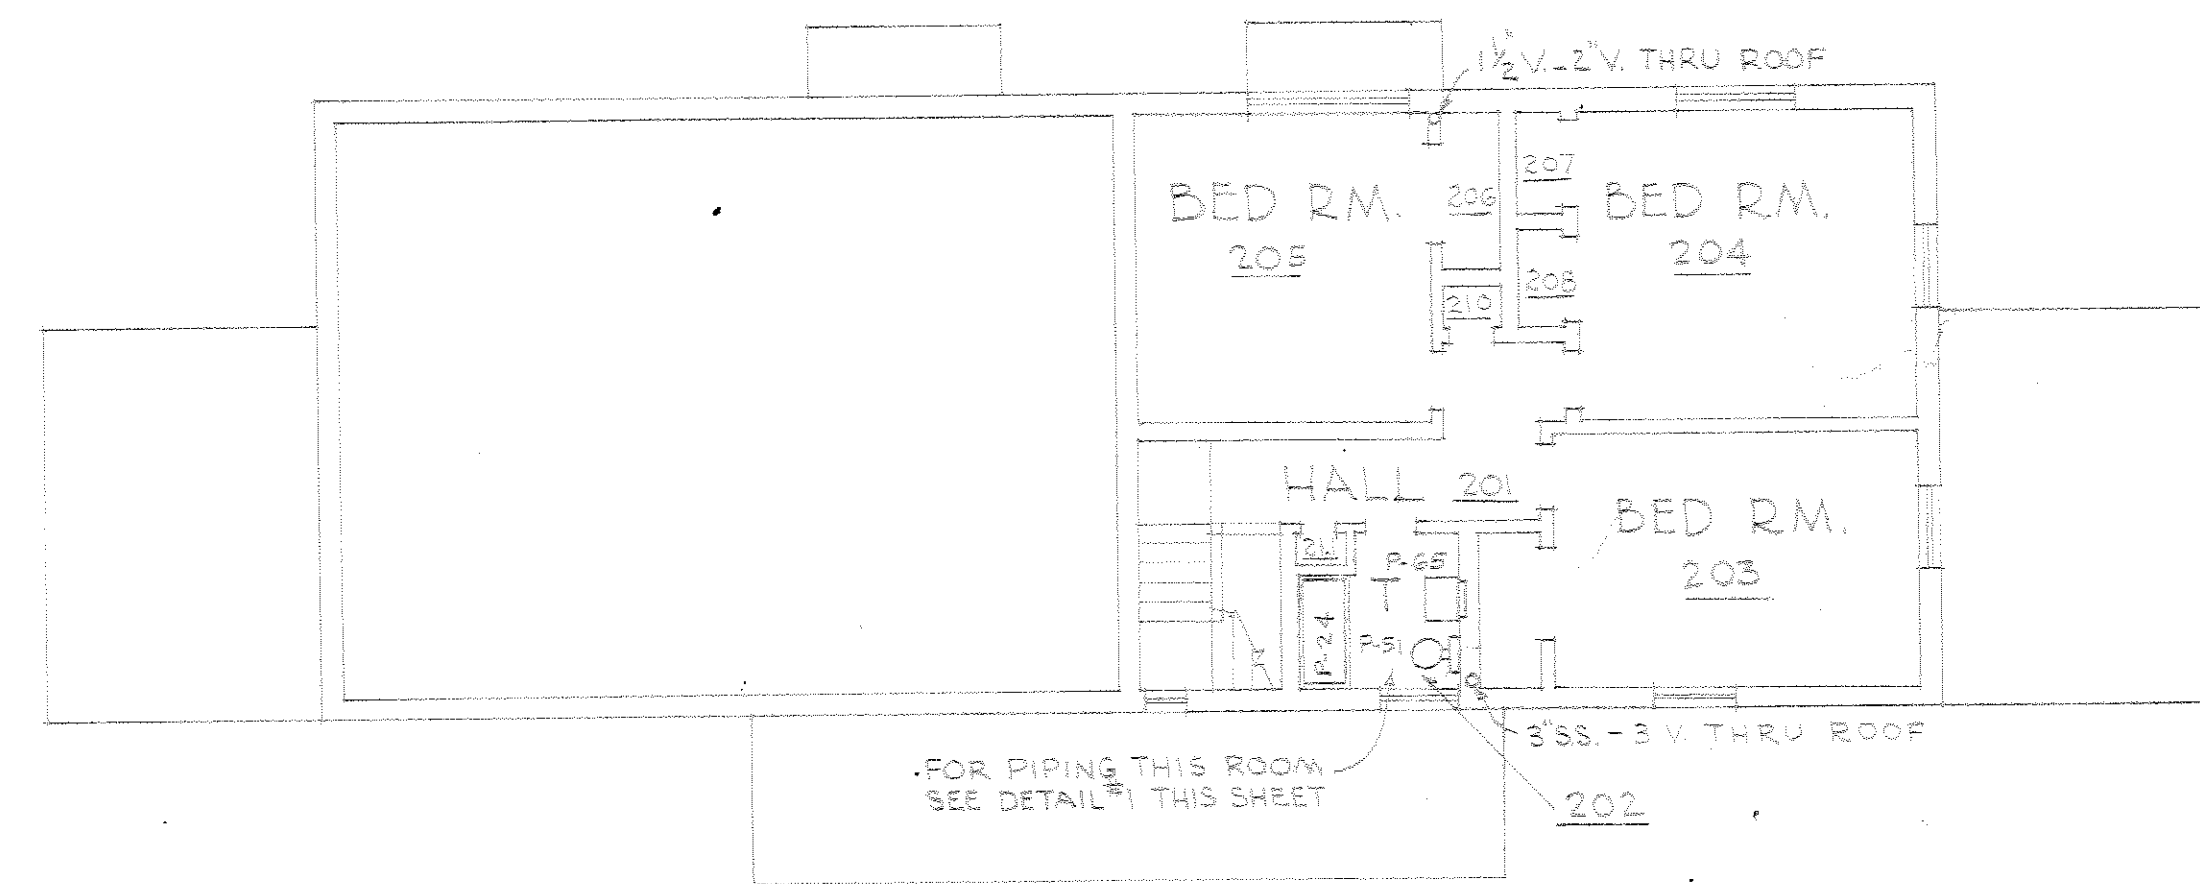 1½" V. - 2" V. THRU ROOF
207
BED RM.
206
BED RM.
205
204
208
210
HALL 201
BED RM.
211
P-65
203
P-24
P-51
3" S.S. - 3 V. THRU ROOF
FOR PIPING THIS ROOM
SEE DETAIL #1 THIS SHEET
202